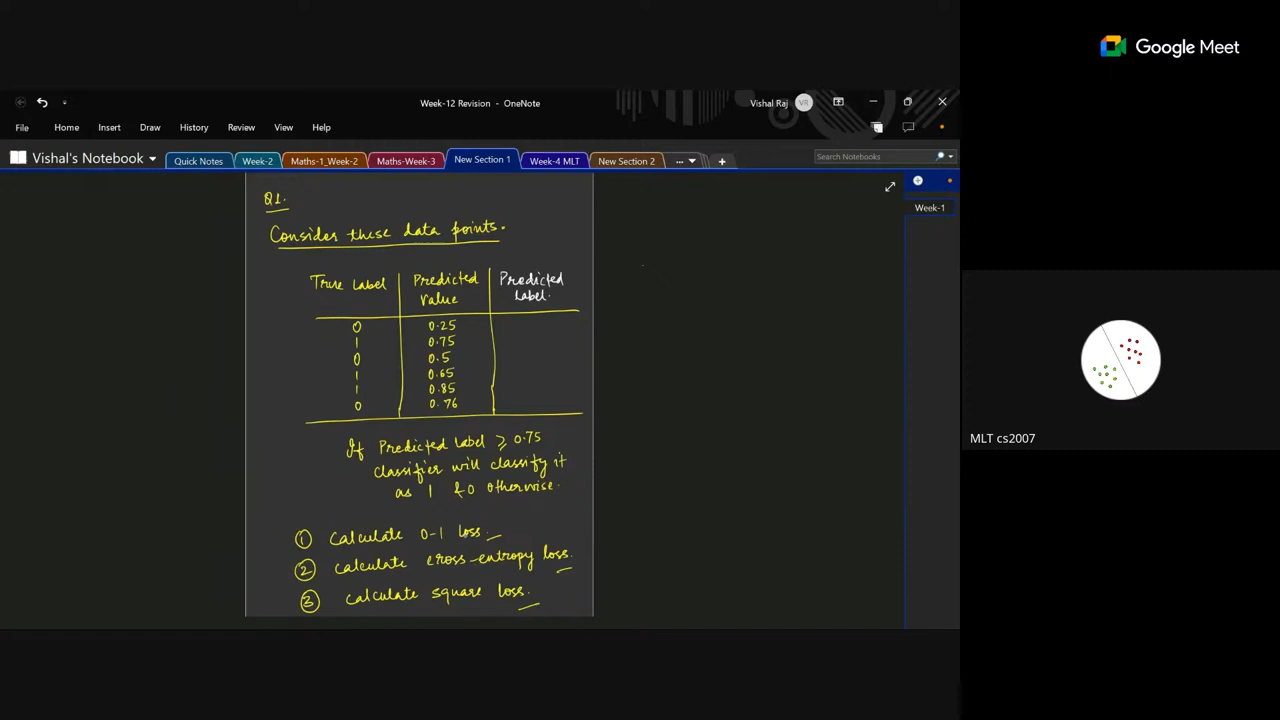 Google Meet
Week-12 Revision - OneNote
Vishal Raj
VR
File Home Insert Draw History Review View Help
Vishal's Notebook
Quick Notes Week-2 Maths-1_Week-2 Maths-Week-3 New Section 1 Week-4 MLT New Section 2 ...
Search Notebooks
Week-1
Q1.
Consider these data points.
True Label Predicted Value Predicted Label.
0 0.25
1 0.75
0 0.5
1 0.65
1 0.85
0 0.76
If Predicted Label ≥ 0.75
classifier will classify it
as 1 & 0 otherwise.
① Calculate 0-1 loss.
② Calculate cross-entropy loss.
③ Calculate square loss.
MLT cs2007